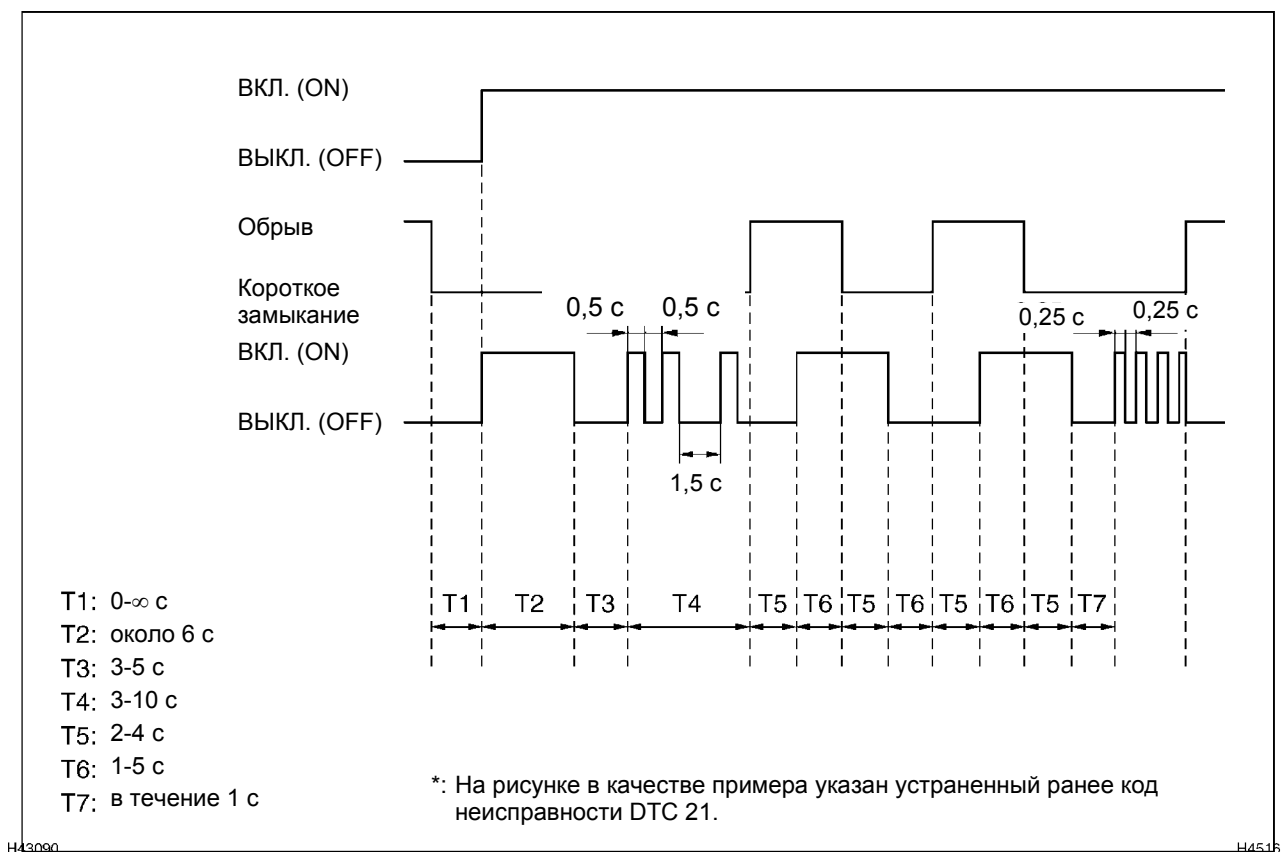 ВКЛ. (ON)
ВЫКЛ. (OFF)
Обрыв
Короткое
замыкание
0,5 с 0,5 с
0,25 с 0,25 с
ВКЛ. (ON)
ВЫКЛ. (OFF)
1,5 с
T1 T2 T3 T4 T5 T6 T5 T6 T5 T6 T5 T7
T1: 0-∞ с
T2: около 6 с
T3: 3-5 с
T4: 3-10 с
T5: 2-4 с
T6: 1-5 с
T7: в течение 1 с
*: На рисунке в качестве примера указан устраненный ранее код
неисправности DTC 21.
H43090 H4516